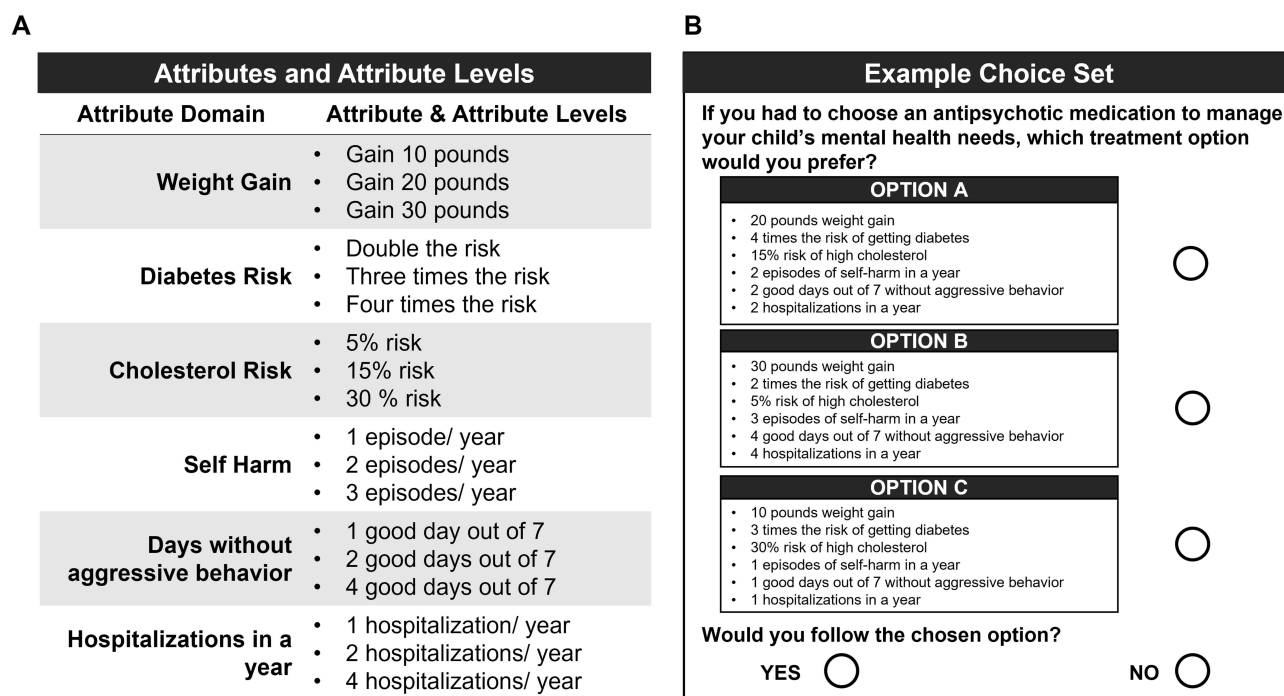 A
Attributes and Attribute Levels
Attribute Domain
Attribute & Attribute Levels
Weight Gain
• Gain 10 pounds
• Gain 20 pounds
• Gain 30 pounds
Diabetes Risk
• Double the risk
• Three times the risk
• Four times the risk
Cholesterol Risk
• 5% risk
• 15% risk
• 30 % risk
Self Harm
• 1 episode/ year
• 2 episodes/ year
• 3 episodes/ year
Days without
aggressive behavior
• 1 good day out of 7
• 2 good days out of 7
• 4 good days out of 7
Hospitalizations in a
year
• 1 hospitalization/ year
• 2 hospitalizations/ year
• 4 hospitalizations/ year
B
Example Choice Set
If you had to choose an antipsychotic medication to manage
your child's mental health needs, which treatment option
would you prefer?
OPTION A
• 20 pounds weight gain
• 4 times the risk of getting diabetes
• 15% risk of high cholesterol
• 2 episodes of self-harm in a year
• 2 good days out of 7 without aggressive behavior
• 2 hospitalizations in a year
OPTION B
• 30 pounds weight gain
• 2 times the risk of getting diabetes
• 5% risk of high cholesterol
• 3 episodes of self-harm in a year
• 4 good days out of 7 without aggressive behavior
• 4 hospitalizations in a year
OPTION C
• 10 pounds weight gain
• 3 times the risk of getting diabetes
• 30% risk of high cholesterol
• 1 episodes of self-harm in a year
• 1 good days out of 7 without aggressive behavior
• 1 hospitalizations in a year
Would you follow the chosen option?
YES
NO